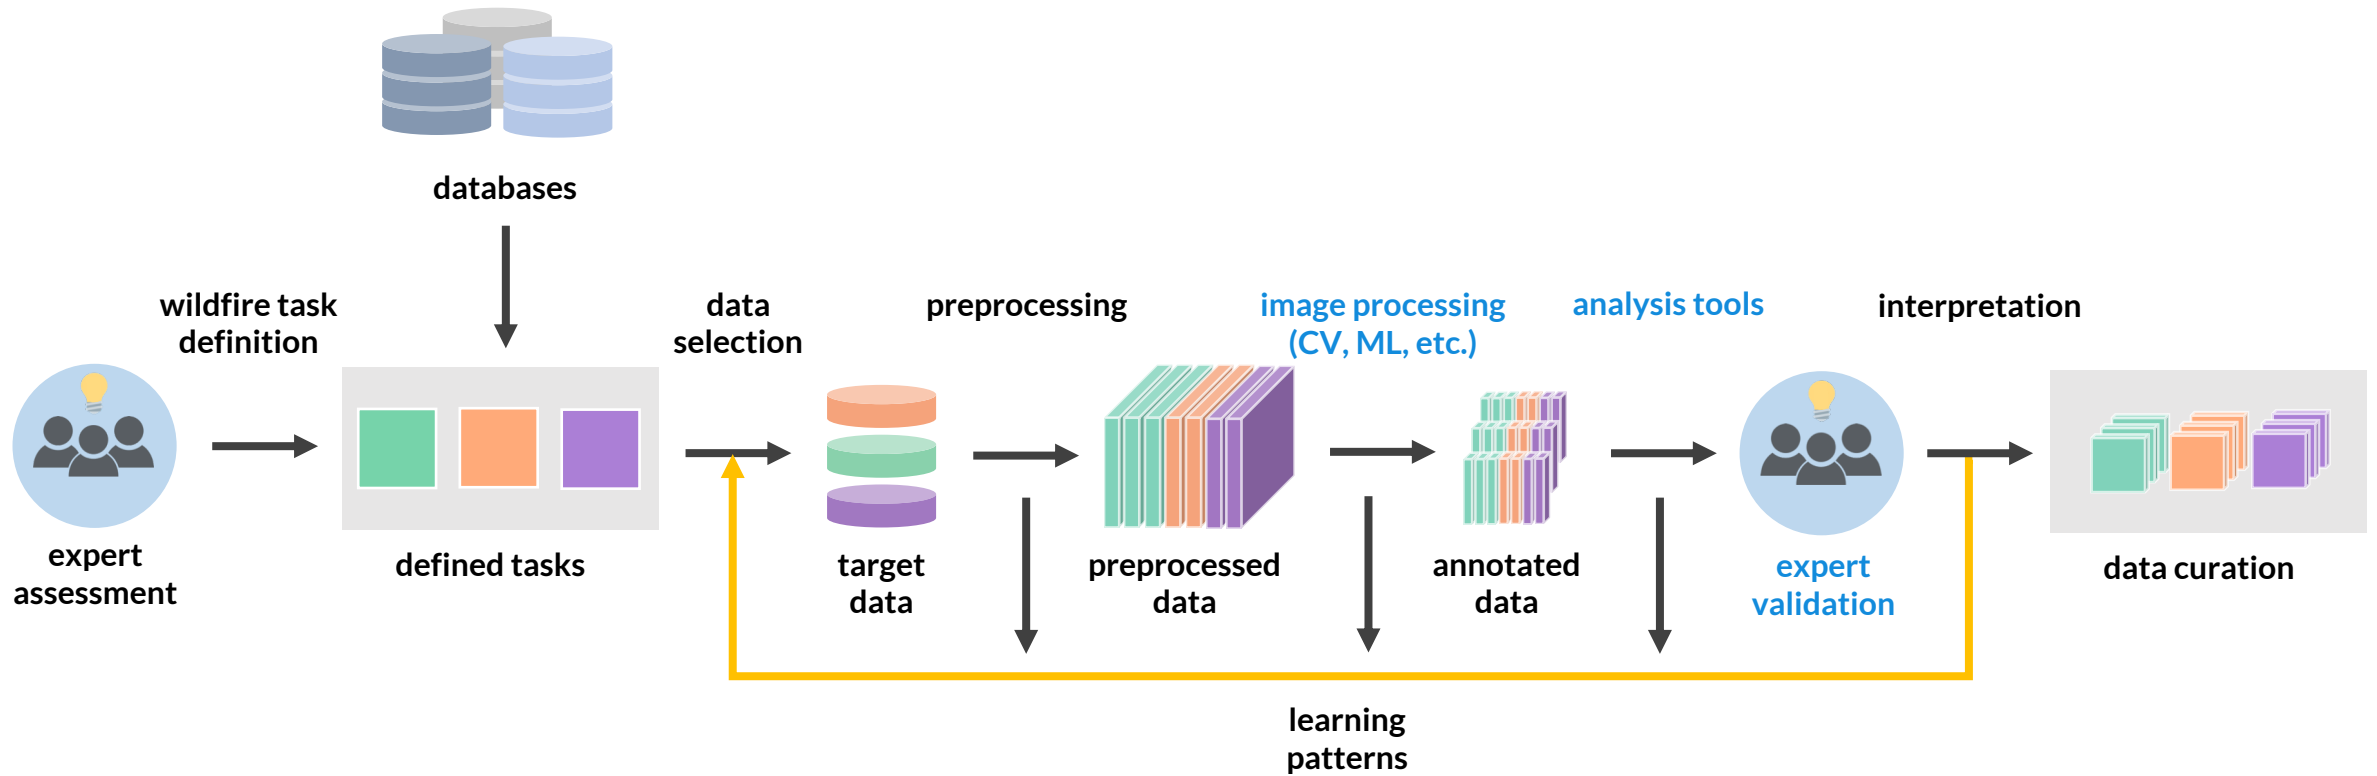 databases
wildfire task
definition
data
selection
preprocessing
image processing
(CV, ML, etc.)
analysis tools
interpretation
expert
assessment
defined tasks
target
data
preprocessed
data
annotated
data
expert
validation
data curation
learning
patterns